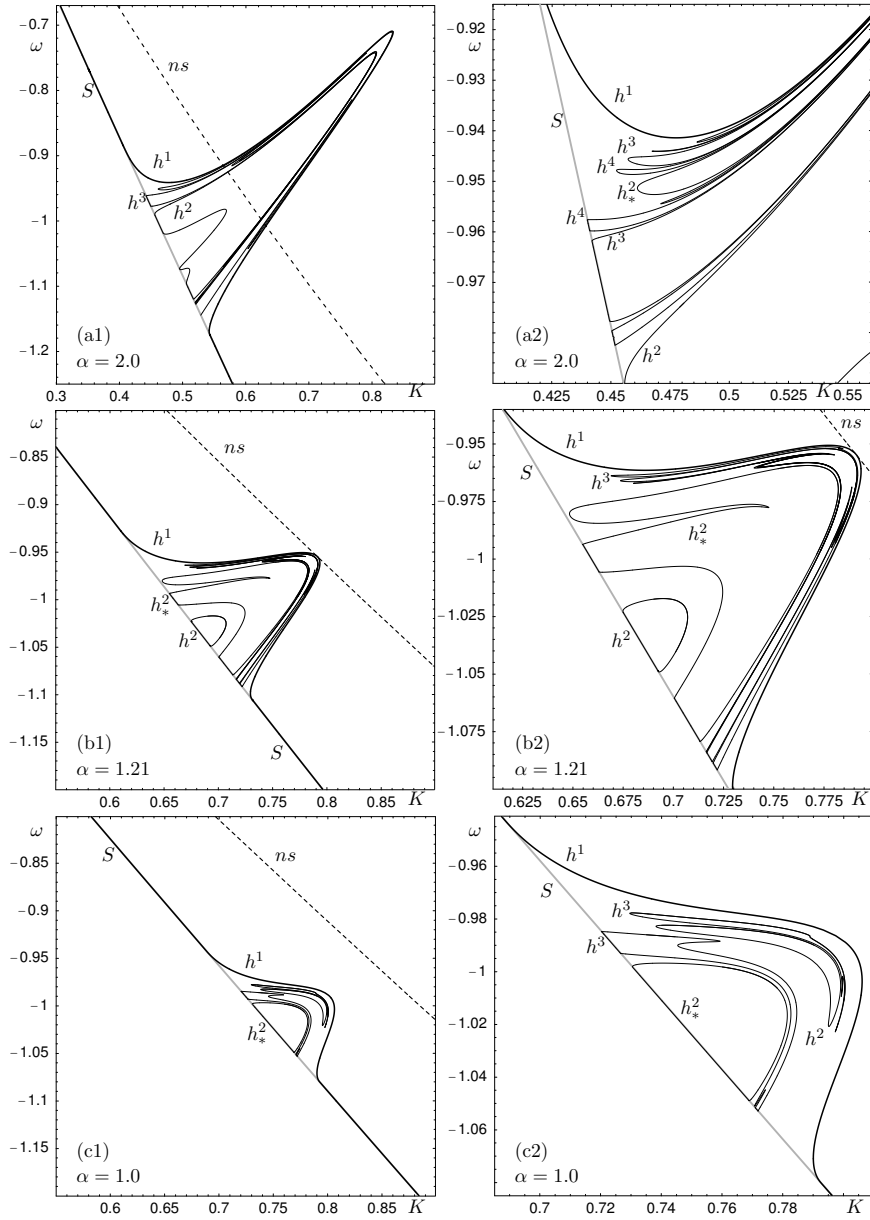 −0.7
ω
−0.8
−0.9
−1
−1.1
−1.2
ns
S
h¹
h³
h²
(a1)
α = 2.0
0.3 0.4 0.5 0.6 0.7 0.8 K
−0.92
ω
−0.93
−0.94
−0.95
−0.96
−0.97
h¹
S
h³
h⁴
h²∗
h⁴
h³
h²
(a2)
α = 2.0
0.425 0.45 0.475 0.5 0.525 K 0.55
ω
−0.85
−0.9
−0.95
−1
−1.05
−1.1
−1.15
ns
h¹
h²∗
h²
S
(b1)
α = 1.21
0.6 0.65 0.7 0.75 0.8 0.85 K
−0.95
ω
−0.975
−1
−1.025
−1.05
−1.075
ns
h¹
S
h³
h²∗
h²
(b2)
α = 1.21
0.625 0.65 0.675 0.7 0.725 0.75 0.775 K
ω
−0.85
−0.9
−0.95
−1
−1.05
−1.1
−1.15
S
ns
h¹
h²∗
(c1)
α = 1.0
0.6 0.65 0.7 0.75 0.8 0.85 K
ω
−0.96
−0.98
−1
−1.02
−1.04
−1.06
h¹
S
h³
h³
h²∗
h²
(c2)
α = 1.0
0.7 0.72 0.74 0.76 0.78 K